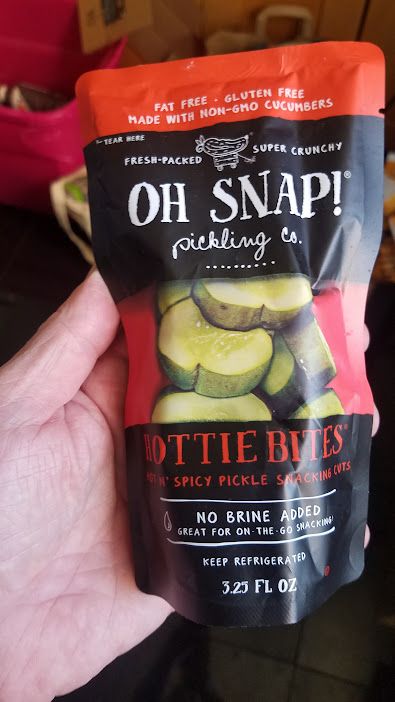 FAT FREE · GLUTEN FREE
MADE WITH NON-GMO CUCUMBERS
TEAR HERE
FRESH-PACKED SUPER CRUNCHY
OH SNAP!®
pickling co.
HOTTIE BITES®
HOT N' SPICY PICKLE SNACKING CUTS
NO BRINE ADDED
GREAT FOR ON-THE-GO SNACKING!
KEEP REFRIGERATED
3.25 FL OZ